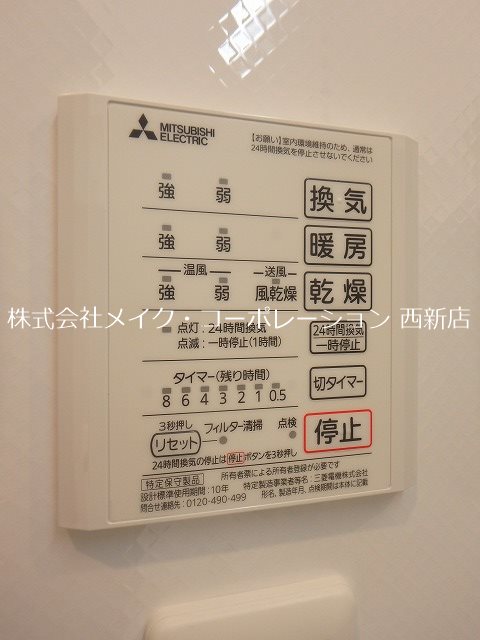 MITSUBISHI
ELECTRIC
【お願い】室内環境維持のため、通常は
24時間換気を停止させないでください
強 弱 換気
強 弱 暖房
温風 送風
強 弱 風乾燥 乾燥
株式会社メイク・コーポレーション 西新店
点灯:24時間換気
点滅:一時停止(1時間)
24時間換気
一時停止
タイマー(残り時間)
8 6 4 3 2 1 0.5
切タイマー
3秒押し
リセット フィルター清掃 点検
停止
24時間換気の停止は停止ボタンを3秒押し
特定保守製品 所有者票による所有者登録が必要です
設計標準使用期間:10年 特定製造事業者等名:三菱電機株式会社
問合せ連絡先:0120-490-499 形名、製造年月、点検期間は本体に記載